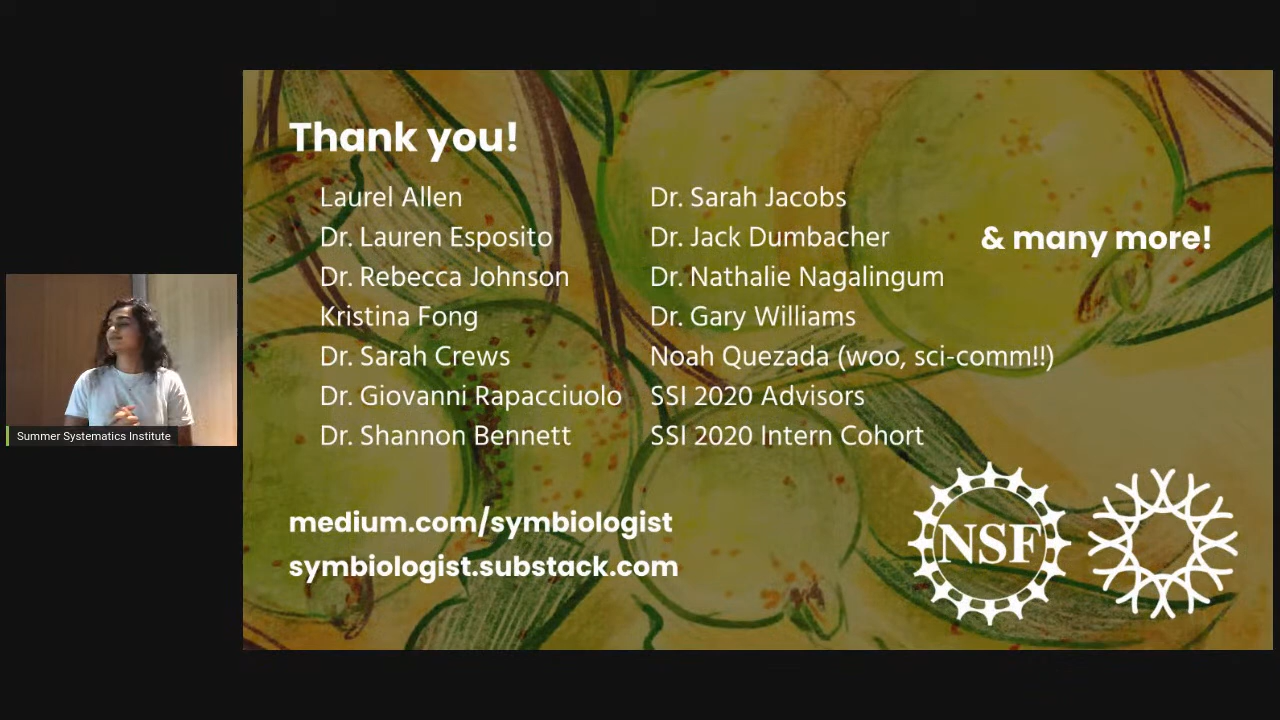 Thank you!
Laurel Allen
Dr. Lauren Esposito
Dr. Rebecca Johnson
Kristina Fong
Dr. Sarah Crews
Dr. Giovanni Rapacciuolo
Dr. Shannon Bennett
Dr. Sarah Jacobs
Dr. Jack Dumbacher
Dr. Nathalie Nagalingum
Dr. Gary Williams
Noah Quezada (woo, sci-comm!!)
SSI 2020 Advisors
SSI 2020 Intern Cohort
& many more!
medium.com/symbiologist
symbiologist.substack.com
NSF
Summer Systematics Institute